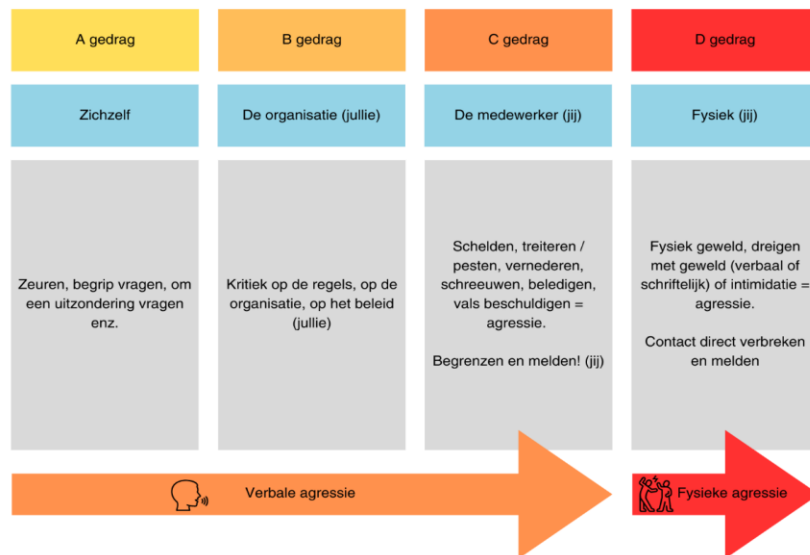 A gedrag
B gedrag
C gedrag
D gedrag
Zichzelf
De organisatie (jullie)
De medewerker (jij)
Fysiek (jij)
Zeuren, begrip vragen, om
een uitzondering vragen
enz.
Kritiek op de regels, op de
organisatie, op het beleid
(jullie)
Schelden, treiteren /
pesten, vernederen,
schreeuwen, beledigen,
vals beschuldigen =
agressie.
Begrenzen en melden! (jij)
Fysiek geweld, dreigen
met geweld (verbaal of
schriftelijk) of intimidatie =
agressie.
Contact direct verbreken
en melden
Verbale agressie
Fysieke agressie